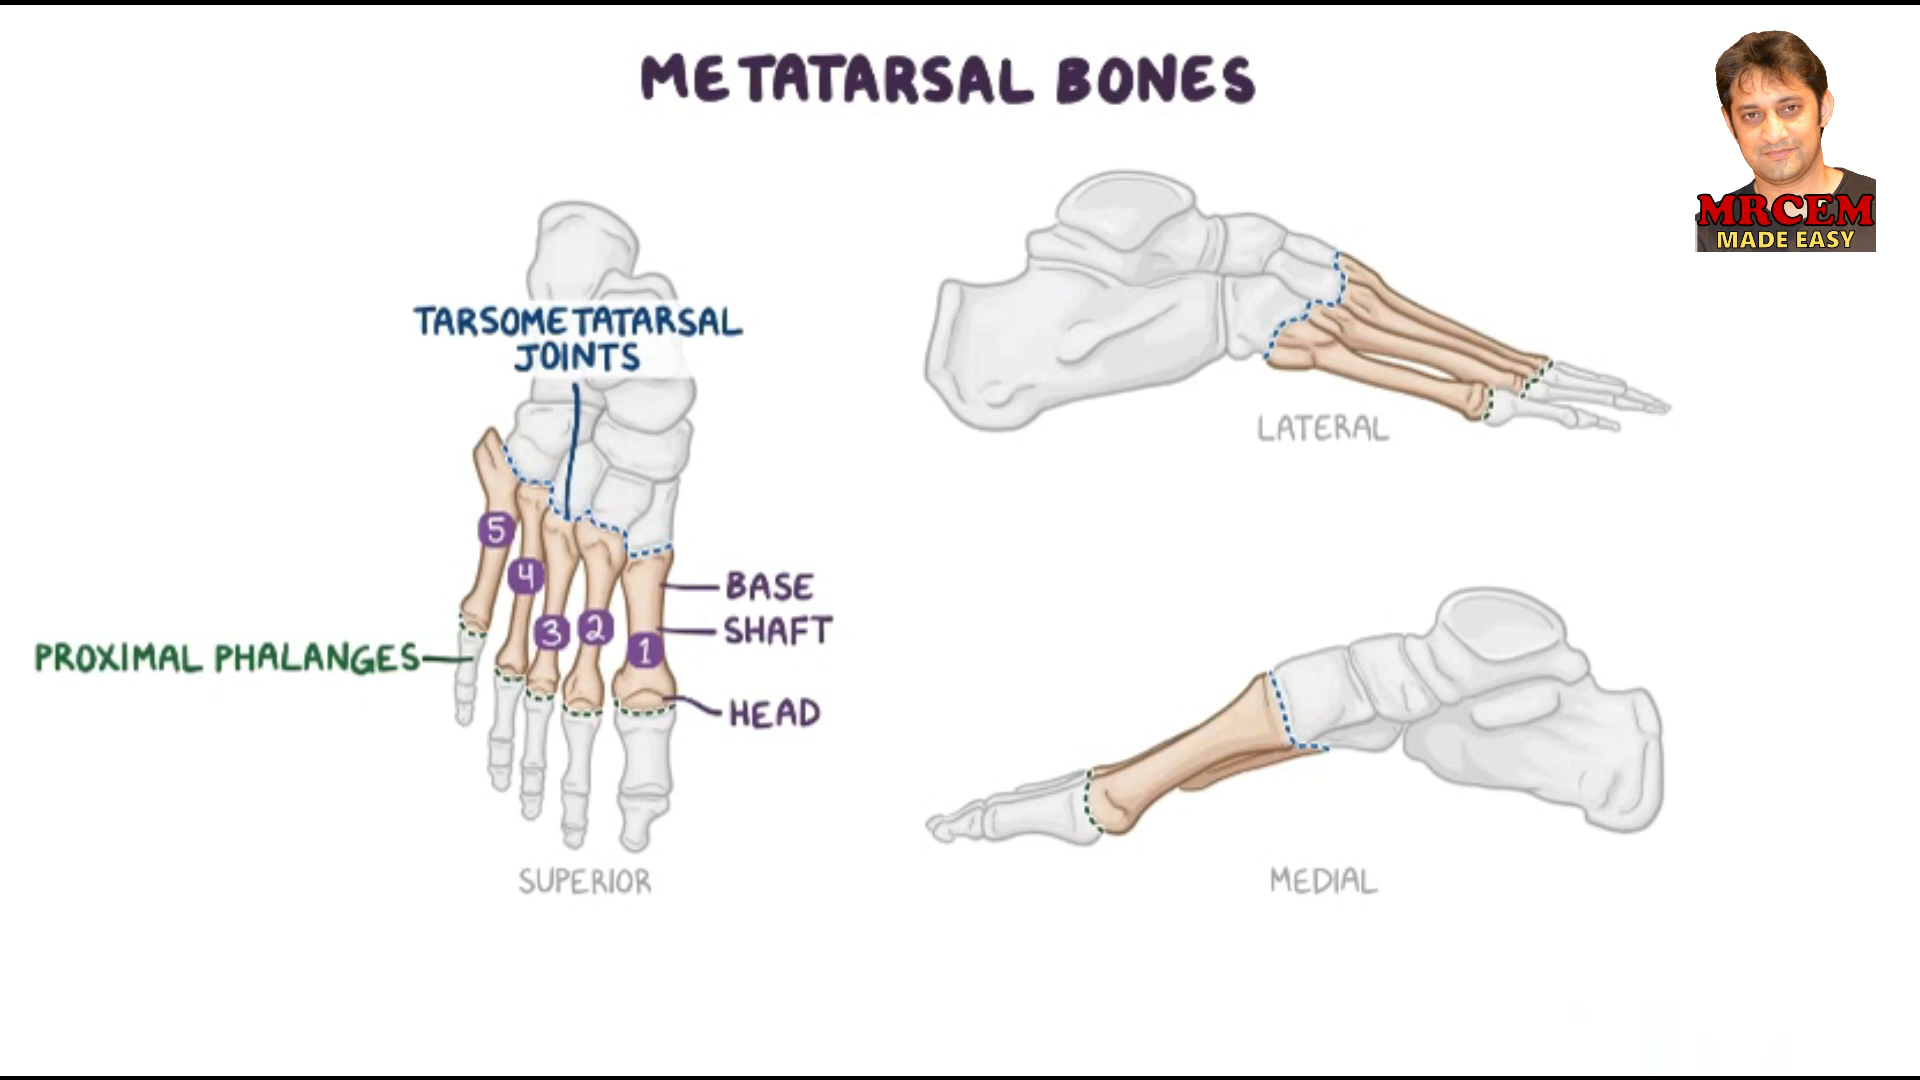 METATARSAL BONES
MRCEM
MADE EASY
TARSOMETATARSAL
JOINTS
LATERAL
5
4
3
2
1
BASE
SHAFT
HEAD
PROXIMAL PHALANGES
SUPERIOR
MEDIAL